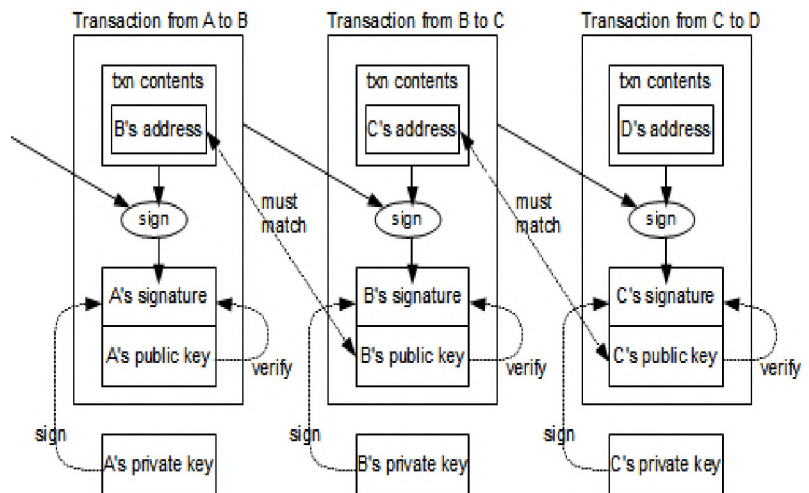 Transaction from A to B
txn contents
B's address
sign
A's signature
A's public key
verify
sign
A's private key
must
match
Transaction from B to C
txn contents
C's address
sign
B's signature
B's public key
verify
sign
B's private key
must
match
Transaction from C to D
txn contents
D's address
sign
C's signature
C's public key
verify
sign
C's private key